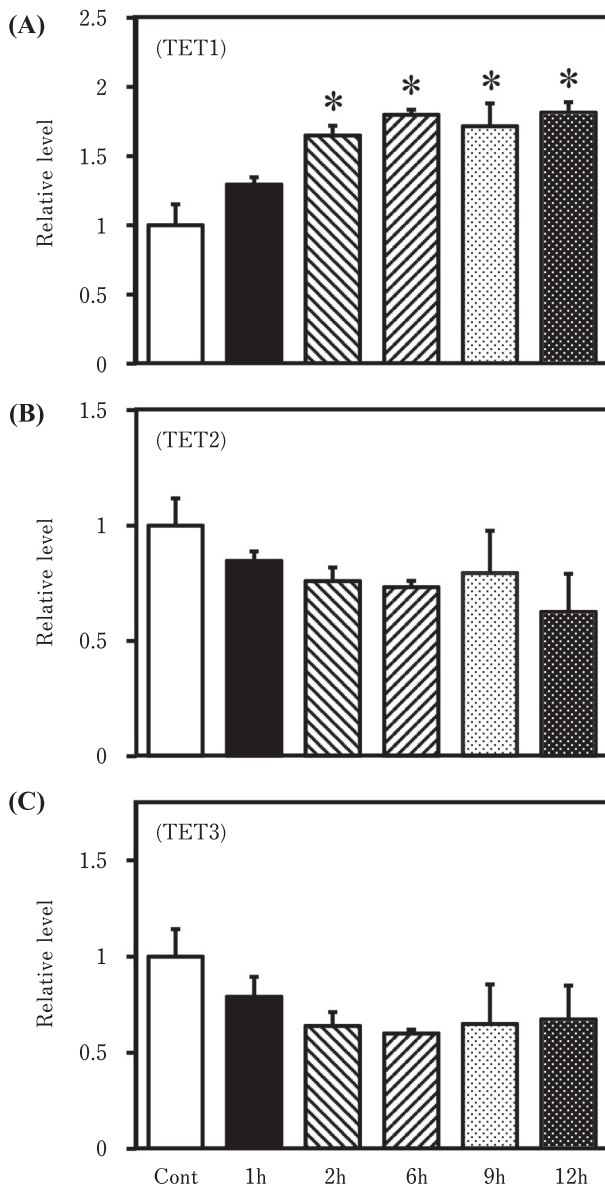 (A)
(TET1)
Relative level
2.5
2
1.5
1
0.5
0
* * * *
(B)
(TET2)
Relative level
1.5
1
0.5
0
(C)
(TET3)
Relative level
1.5
1
0.5
0
Cont 1h 2h 6h 9h 12h